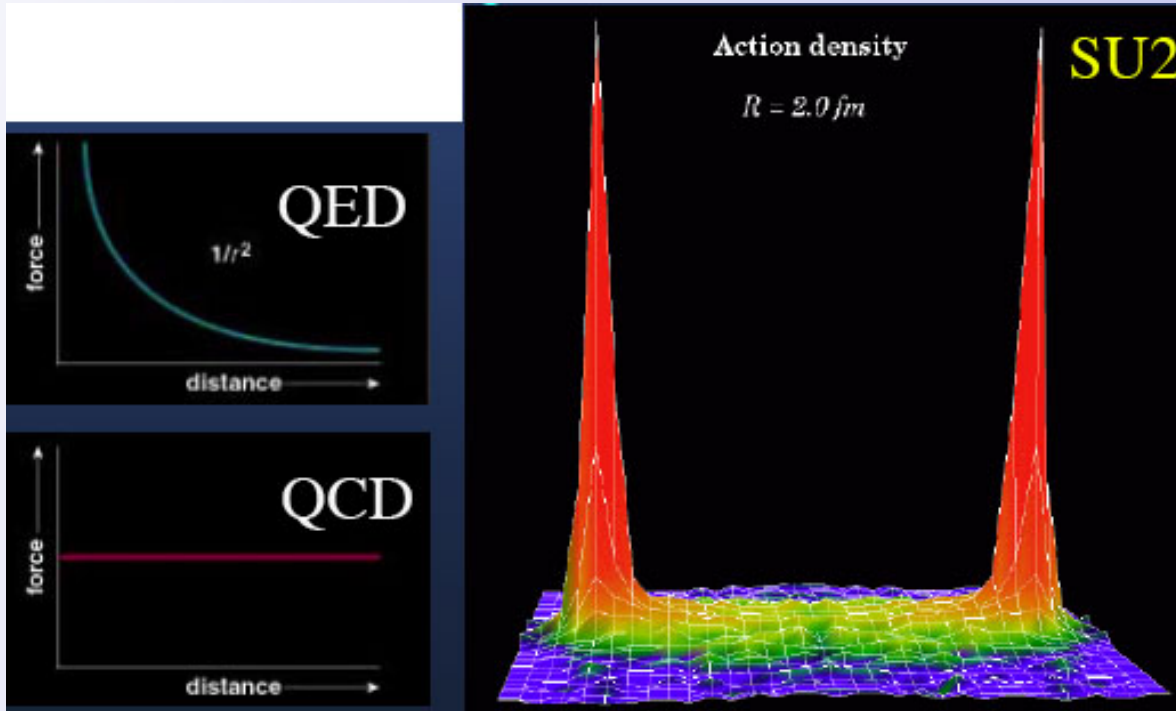 QED
1/r²
force
distance
QCD
force
distance
Action density
R = 2.0 fm
SU2